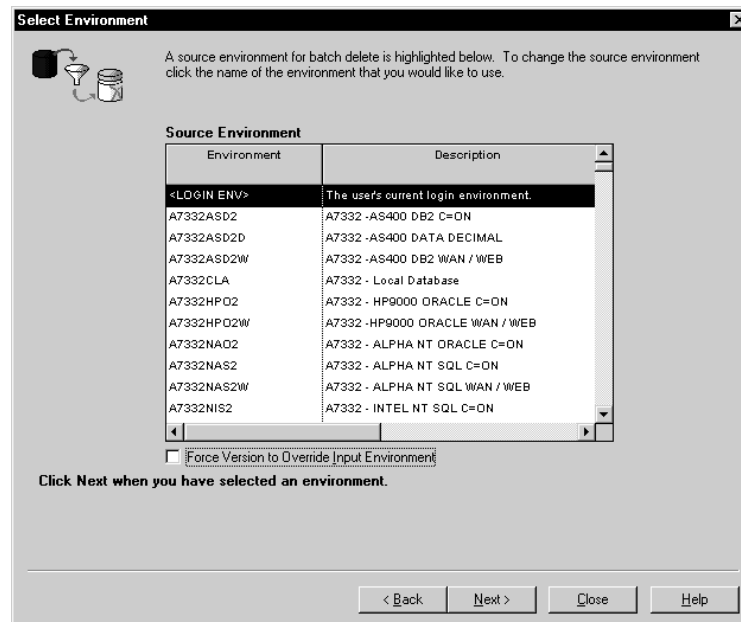 Select Environment
A source environment for batch delete is highlighted below. To change the source environment
click the name of the environment that you would like to use.
Source Environment
Environment Description
<LOGIN ENV> The user's current login environment.
A7332ASD2 A7332 -AS400 DB2 C=ON
A7332ASD2D A7332 -AS400 DATA DECIMAL
A7332ASD2W A7332 -AS400 DB2 WAN / WEB
A7332CLA A7332 - Local Database
A7332HPO2 A7332 - HP9000 ORACLE C=ON
A7332HPO2W A7332 -HP9000 ORACLE WAN / WEB
A7332NAO2 A7332 - ALPHA NT ORACLE C=ON
A7332NAS2 A7332 - ALPHA NT SQL C=ON
A7332NAS2W A7332 - ALPHA NT SQL WAN / WEB
A7332NIS2 A7332 - INTEL NT SQL C=ON
Force Version to Override Input Environment
Click Next when you have selected an environment.
< Back Next > Close Help